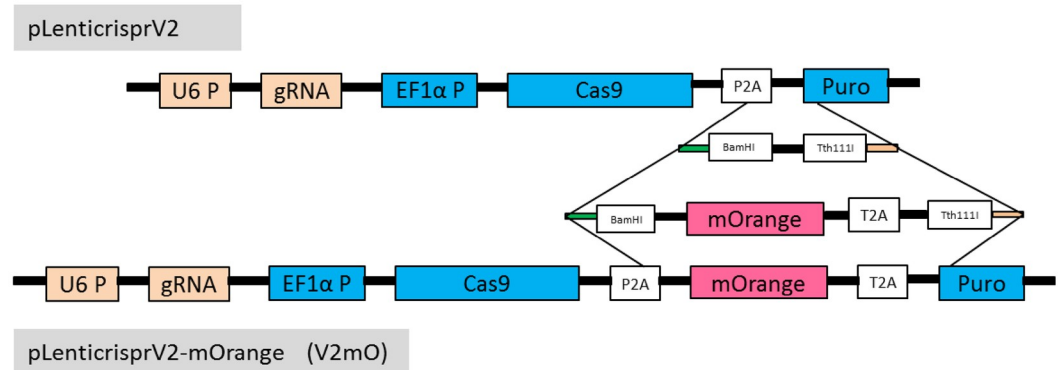 pLenticrisprV2
U6 P gRNA EF1α P Cas9 P2A Puro
BamHI Tth111I
BamHI mOrange T2A Tth111I
U6 P gRNA EF1α P Cas9 P2A mOrange T2A Puro
pLenticrisprV2-mOrange (V2mO)